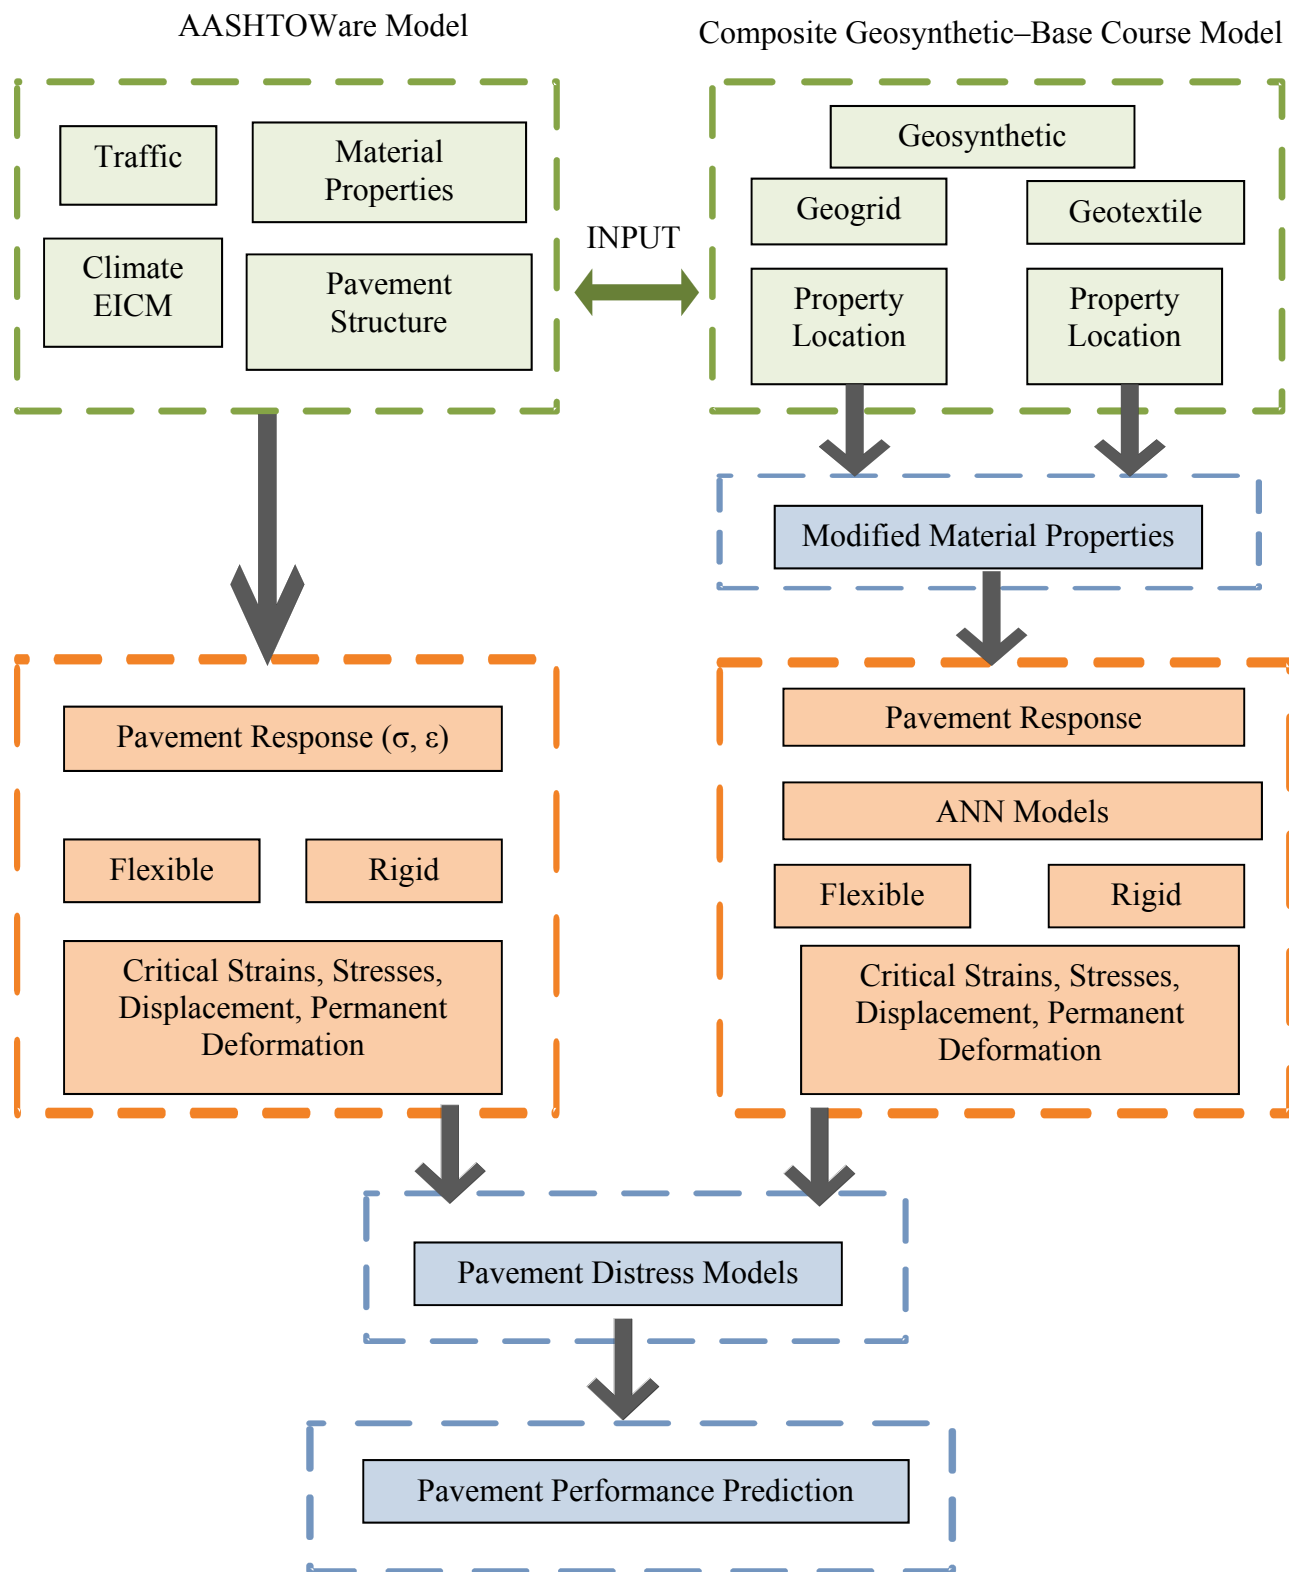 AASHTOWare Model
Composite Geosynthetic–Base Course Model
Traffic
Material
Properties
Climate
EICM
Pavement
Structure
INPUT
Geosynthetic
Geogrid
Geotextile
Property
Location
Property
Location
Modified Material Properties
Pavement Response (σ, ε)
Flexible
Rigid
Critical Strains, Stresses,
Displacement, Permanent
Deformation
Pavement Response
ANN Models
Flexible
Rigid
Critical Strains, Stresses,
Displacement, Permanent
Deformation
Pavement Distress Models
Pavement Performance Prediction